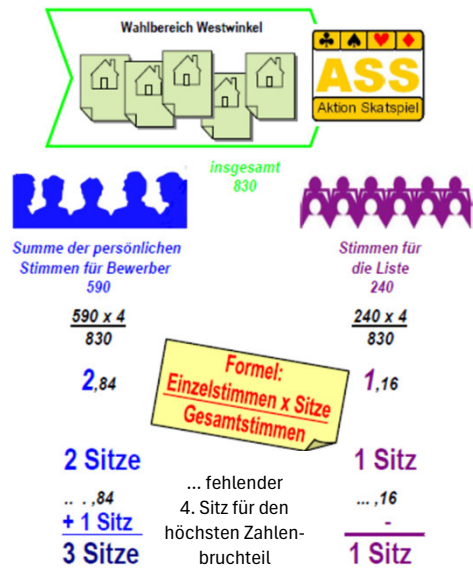 Wahlbereich Westwinkel
ASS
Aktion Skatspiel
insgesamt
830
Summe der persönlichen
Stimmen für Bewerber
590
Stimmen für
die Liste
240
590 x 4
830
240 x 4
830
2,84
Formel:
Einzelstimmen x Sitze
Gesamtstimmen
1,16
2 Sitze
1 Sitz
.. . ,84
+ 1 Sitz
3 Sitze
... fehlender
4. Sitz für den
höchsten Zahlen-
bruchteil
... ,16
-
1 Sitz